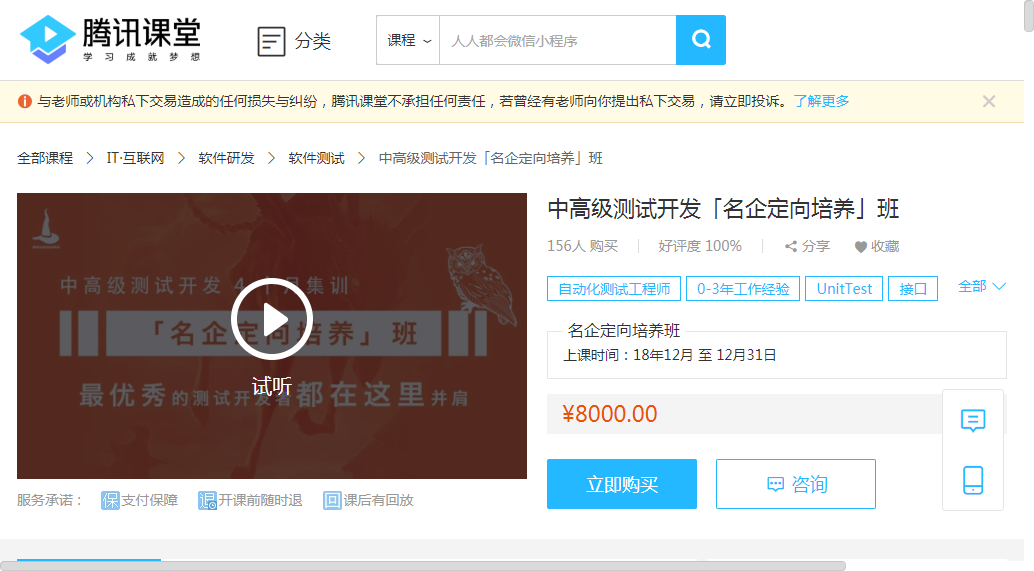 腾讯课堂
学习成就梦想
分类
课程
人人都会微信小程序
与老师或机构私下交易造成的任何损失与纠纷，腾讯课堂不承担任何责任，若曾经有老师向你提出私下交易，请立即投诉。了解更多
全部课程 > IT·互联网 > 软件研发 > 软件测试 > 中高级测试开发「名企定向培养」班
中高级测试开发 4 个月集训
「名企定向培养」班
最优秀的测试开发者都在这里并肩
试听
服务承诺： 保 支付保障 退 开课前随时退 回 课后有回放
中高级测试开发「名企定向培养」班
156人 购买 好评度 100% 分享 收藏
自动化测试工程师 0-3年工作经验 UnitTest 接口 全部
名企定向培养班
上课时间：18年12月 至 12月31日
¥8000.00
立即购买 咨询